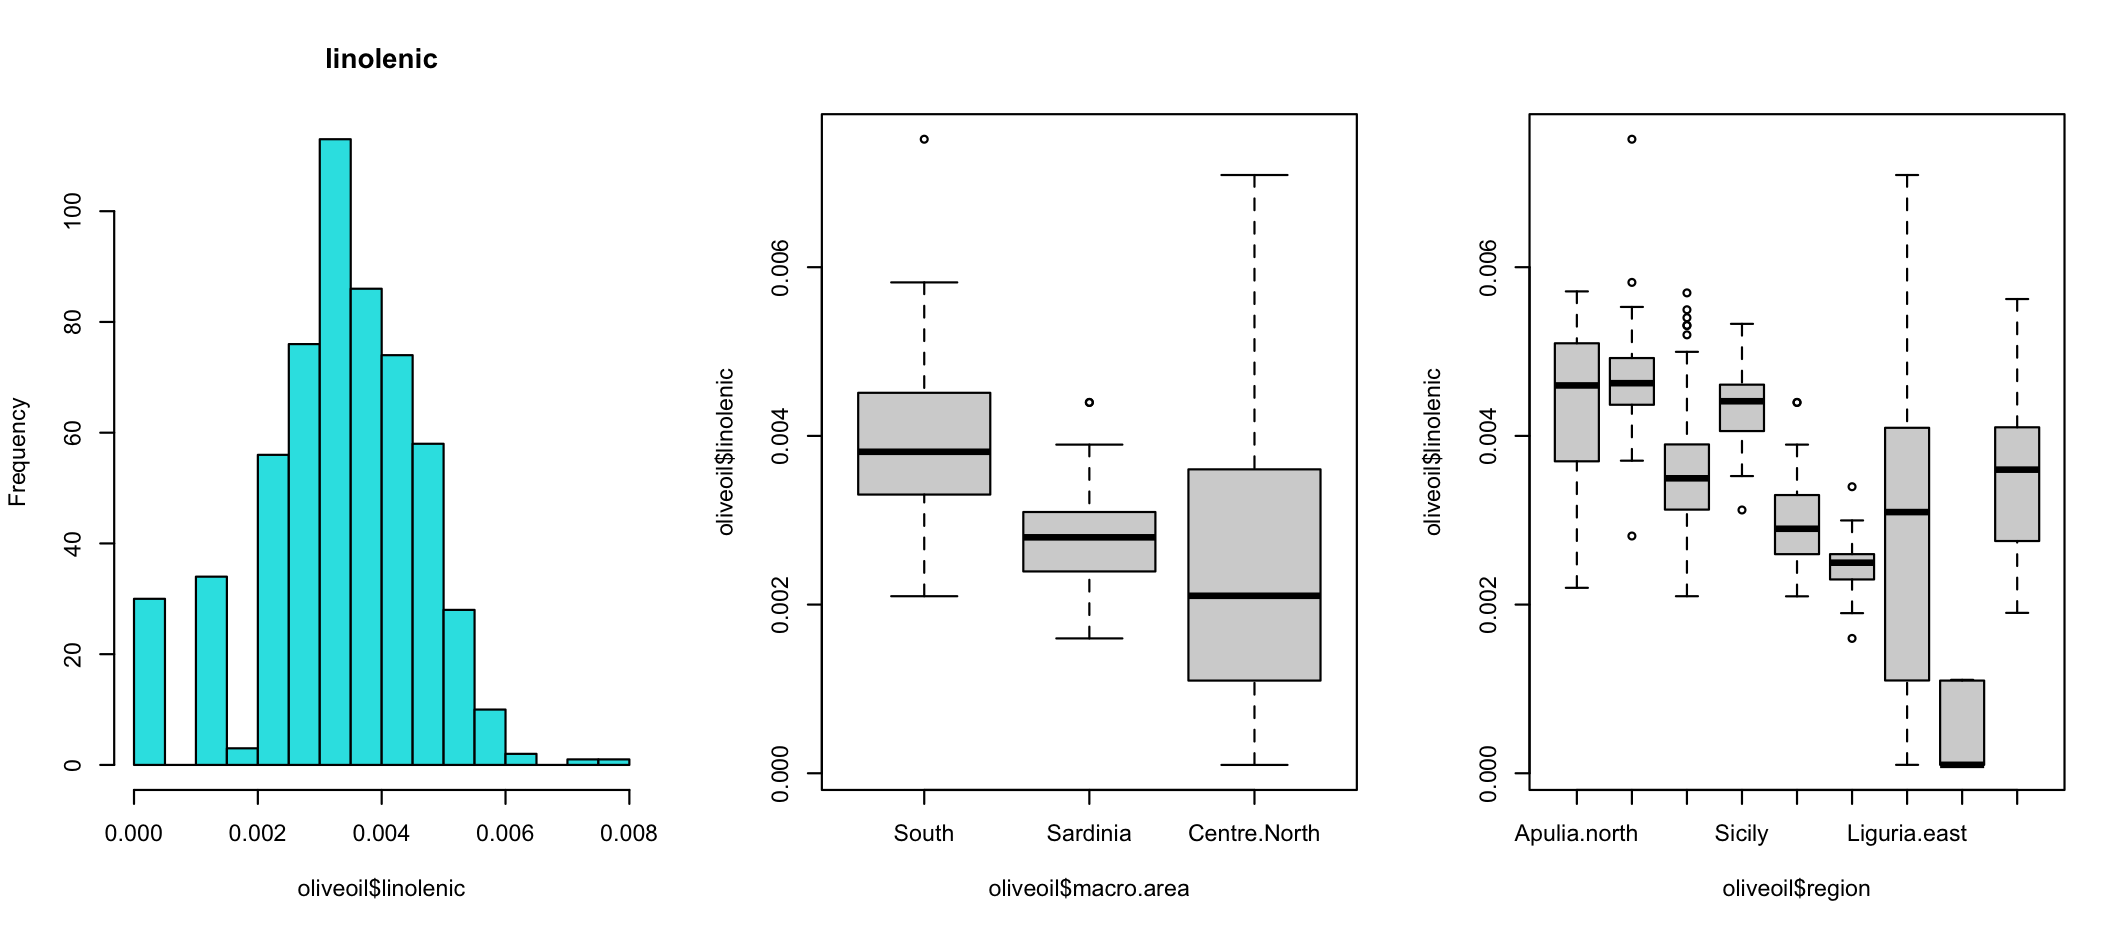 linolenic
Frequency
100
80
60
40
20
0
0.000 0.002 0.004 0.006 0.008
oliveoil$linolenic
oliveoil$linolenic
0.006
0.004
0.002
0.000
South Sardinia Centre.North
oliveoil$macro.area
oliveoil$linolenic
0.006
0.004
0.002
0.000
Apulia.north Sicily Liguria.east
oliveoil$region